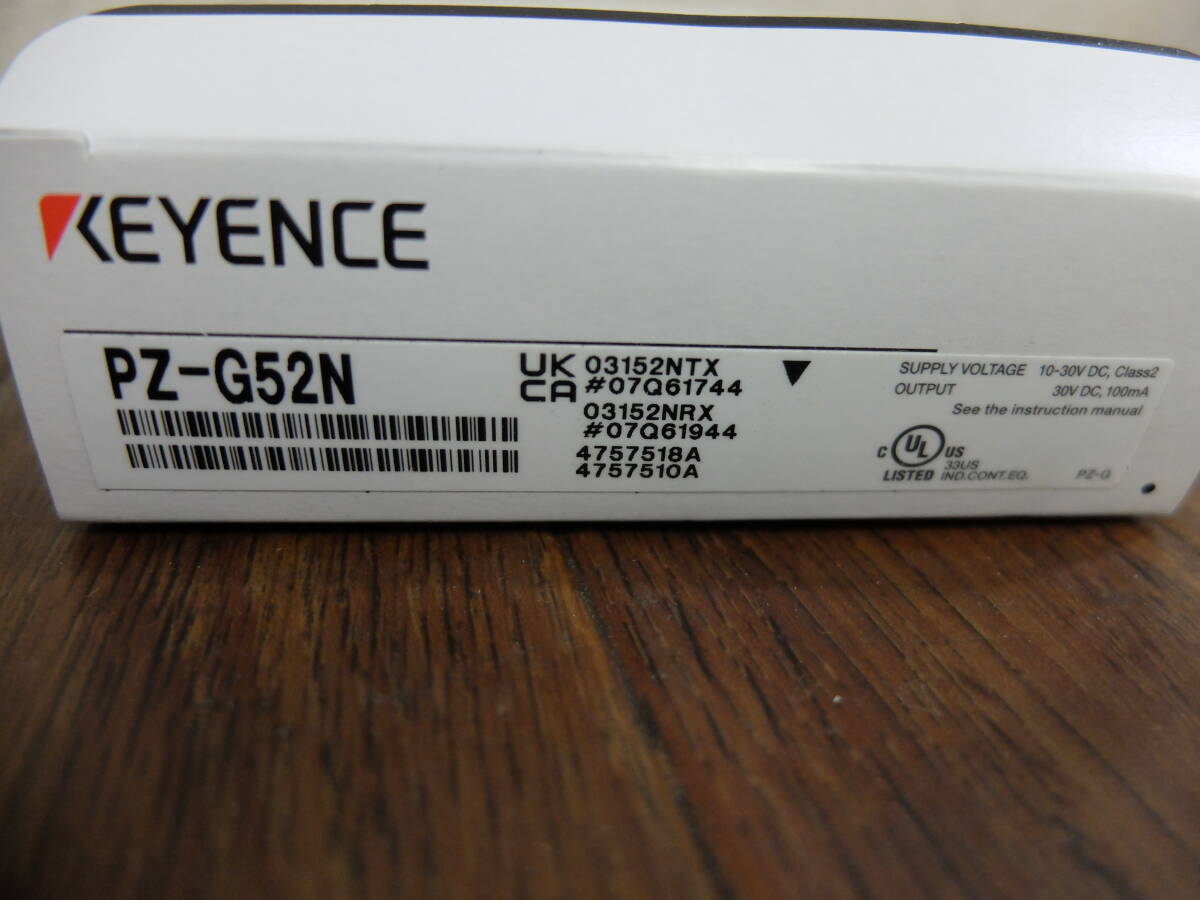 KEYENCE
PZ-G52N
UK CA
03152NTX
#07Q61744
03152NRX
#07Q61944
4757518A
4757510A
SUPPLY VOLTAGE 10-30V DC, Class2
OUTPUT 30V DC, 100mA
See the instruction manual
C UL US
LISTED 33US
IND.CONT.EQ.
PZ-G